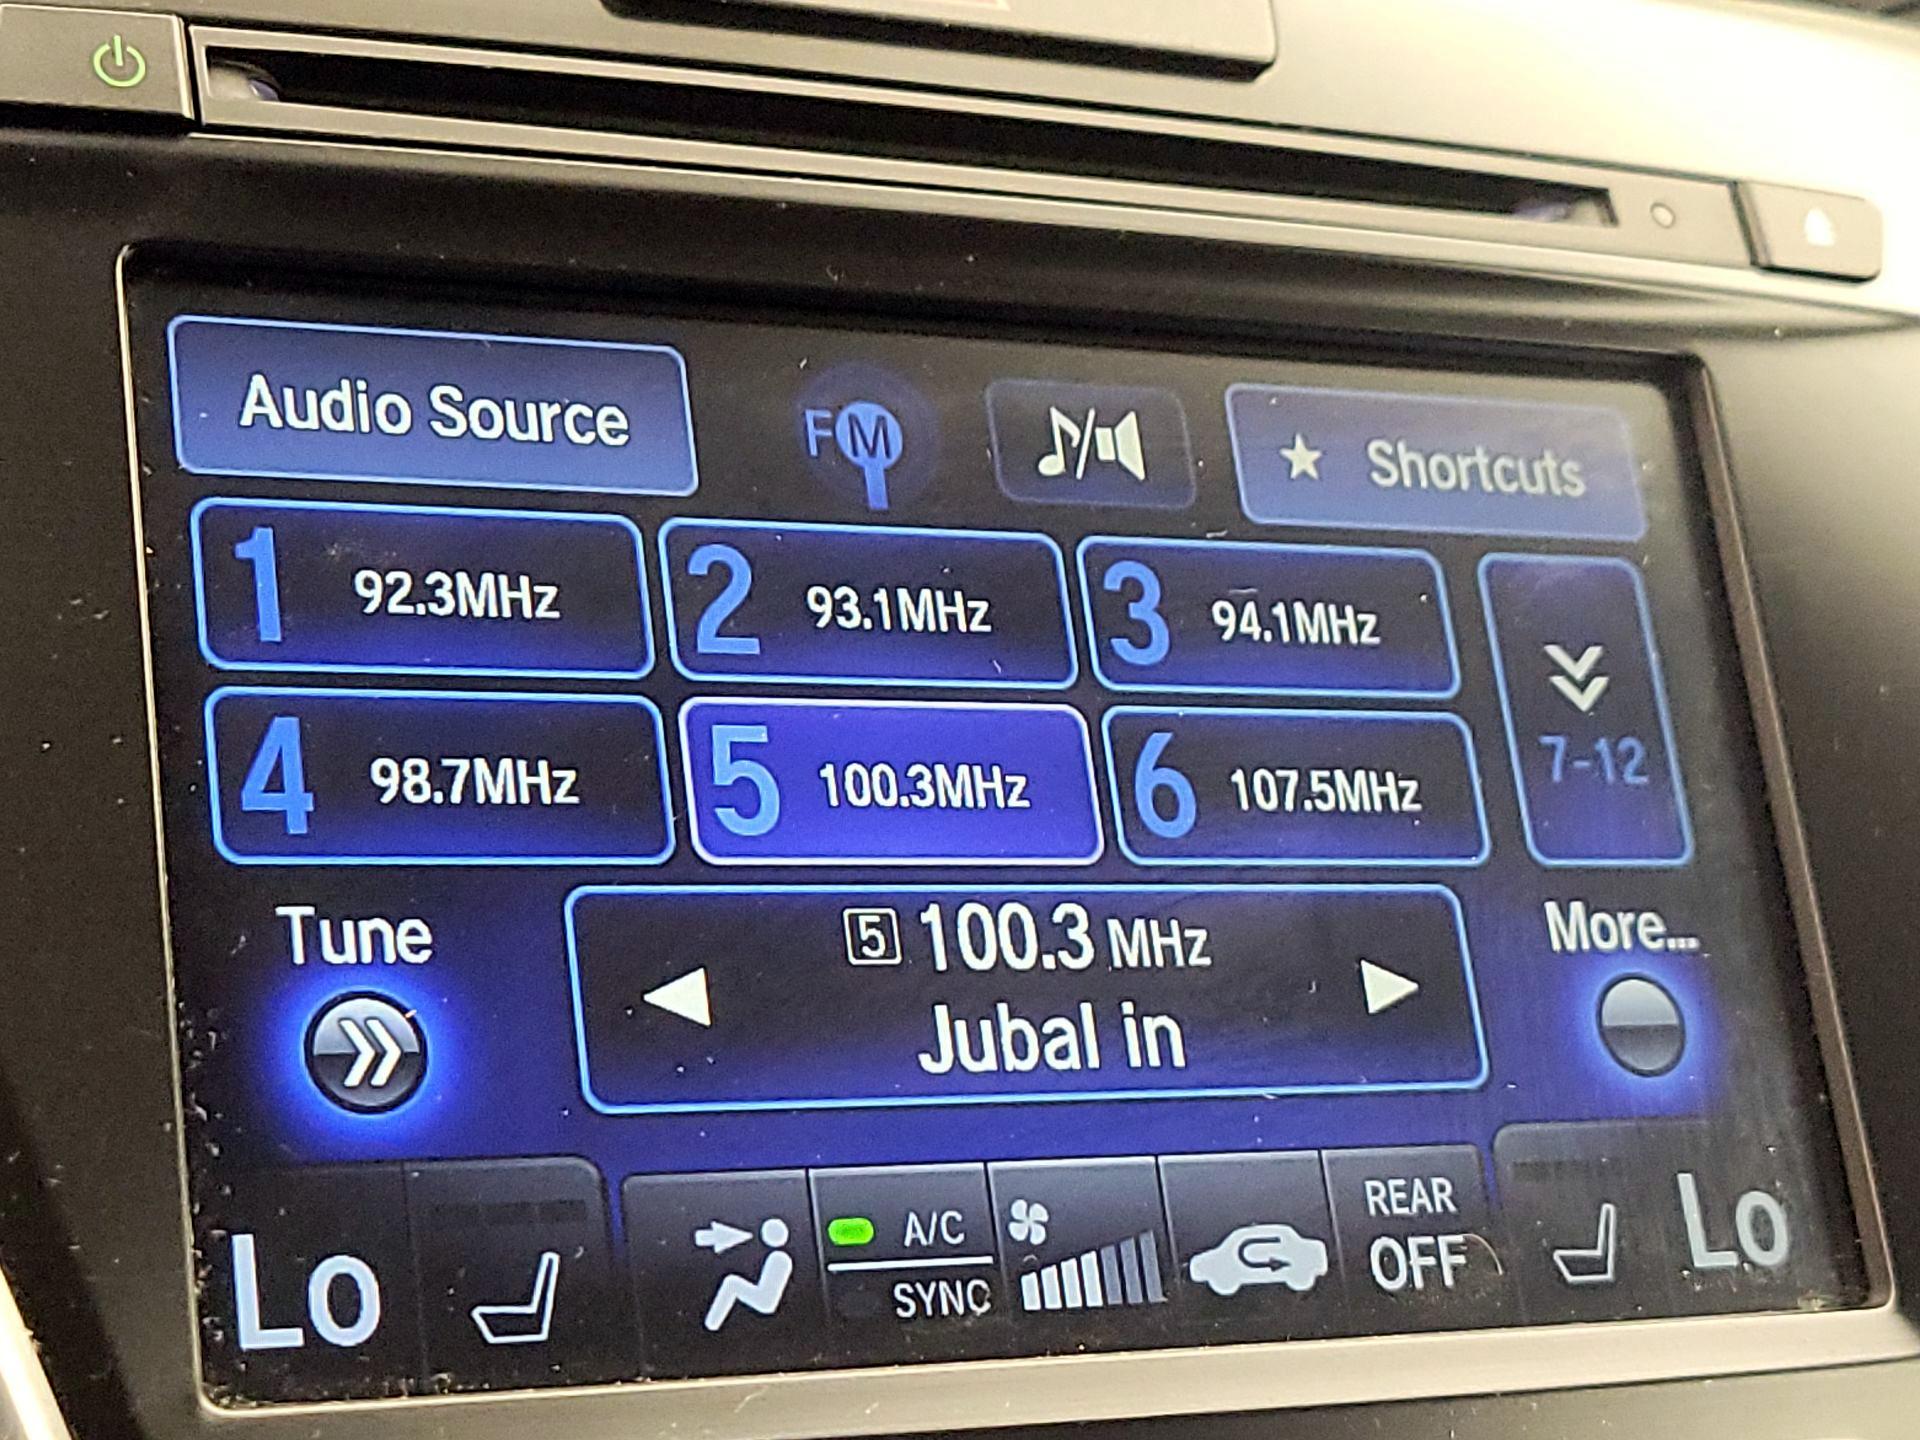 Audio Source
FM
Shortcuts
1 92.3MHz
2 93.1MHz
3 94.1MHz
4 98.7MHz
5 100.3MHz
6 107.5MHz
7-12
Tune
5 100.3 MHz
Jubal in
More...
Lo
A/C
SYNC
REAR
OFF
Lo